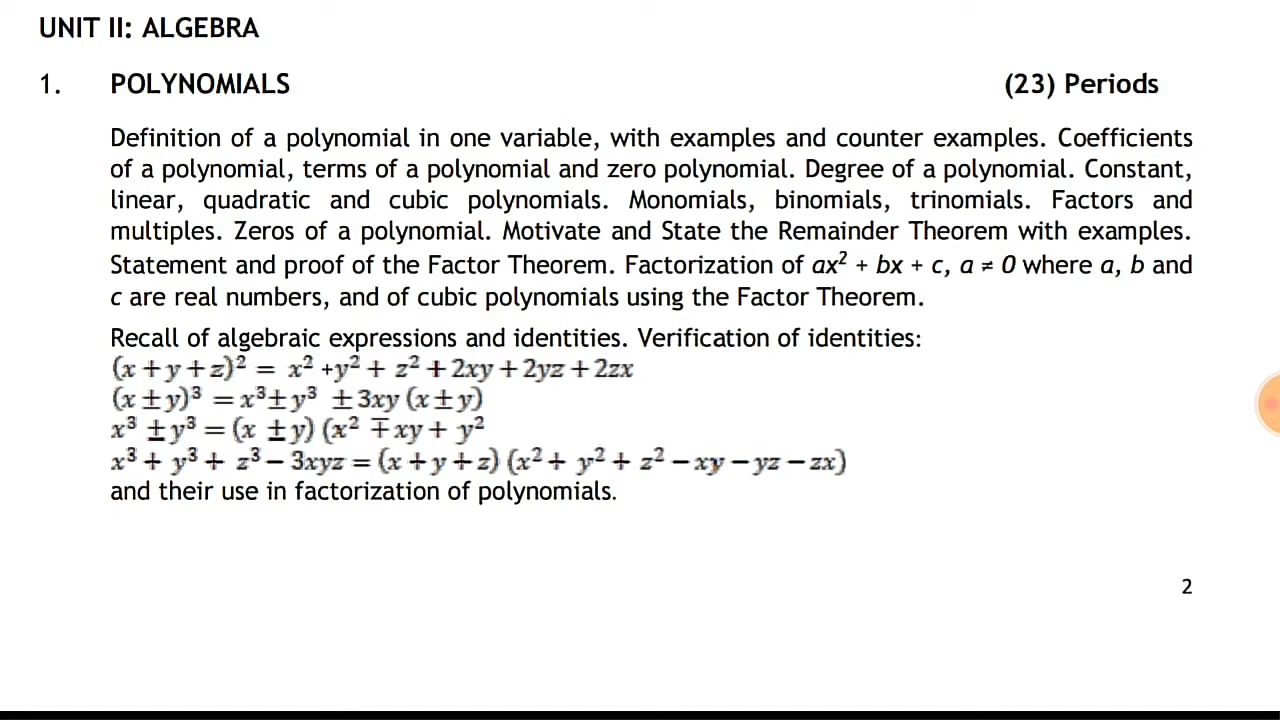 UNIT II: ALGEBRA
1. POLYNOMIALS (23) Periods
Definition of a polynomial in one variable, with examples and counter examples. Coefficients
of a polynomial, terms of a polynomial and zero polynomial. Degree of a polynomial. Constant,
linear, quadratic and cubic polynomials. Monomials, binomials, trinomials. Factors and
multiples. Zeros of a polynomial. Motivate and State the Remainder Theorem with examples.
Statement and proof of the Factor Theorem. Factorization of ax² + bx + c, a ≠ 0 where a, b and
c are real numbers, and of cubic polynomials using the Factor Theorem.
Recall of algebraic expressions and identities. Verification of identities:
(x + y + z)² = x² + y² + z² + 2xy + 2yz + 2zx
(x ± y)³ = x³ ± y³ ± 3xy (x ± y)
x³ ± y³ = (x ± y) (x² ∓ xy + y²
x³ + y³ + z³ − 3xyz = (x + y + z) (x² + y² + z² − xy − yz − zx)
and their use in factorization of polynomials.
2